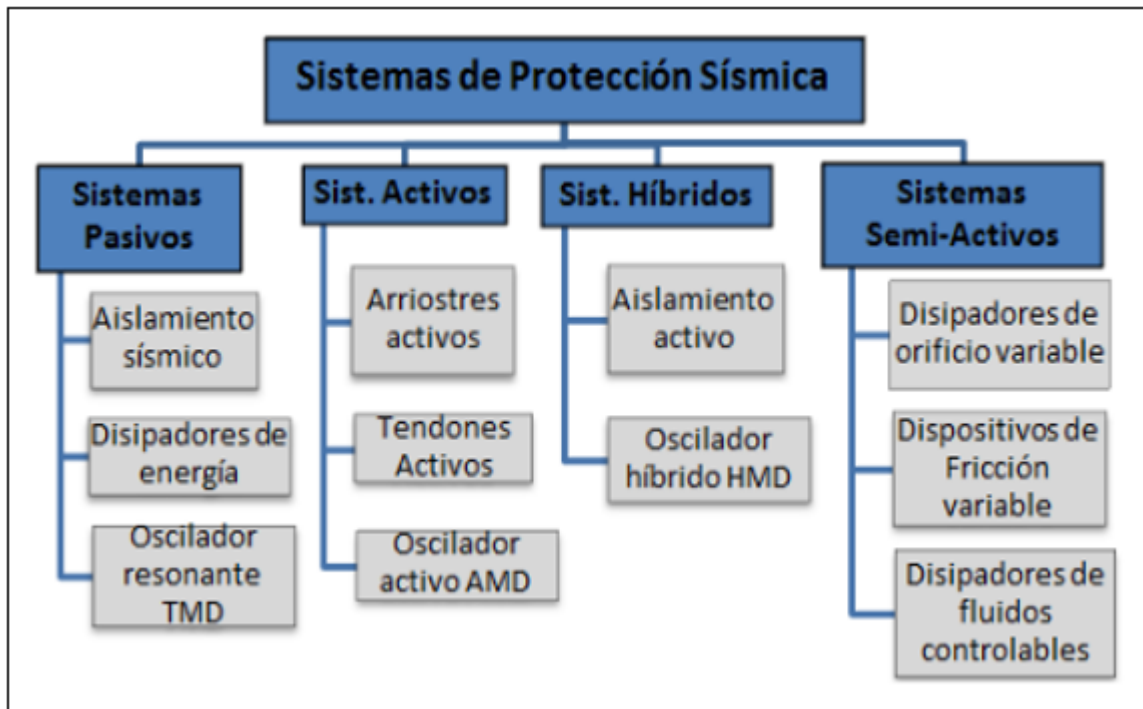 Sistemas de Protección Sísmica
Sistemas
Pasivos
Aislamiento
sísmico
Disipadores de
energía
Oscilador
resonante
TMD
Sist. Activos
Arriostres
activos
Tendones
Activos
Oscilador
activo AMD
Sist. Híbridos
Aislamiento
activo
Oscilador
híbrido HMD
Sistemas
Semi-Activos
Disipadores de
orificio variable
Dispositivos de
Fricción
variable
Disipadores de
fluidos
controlables